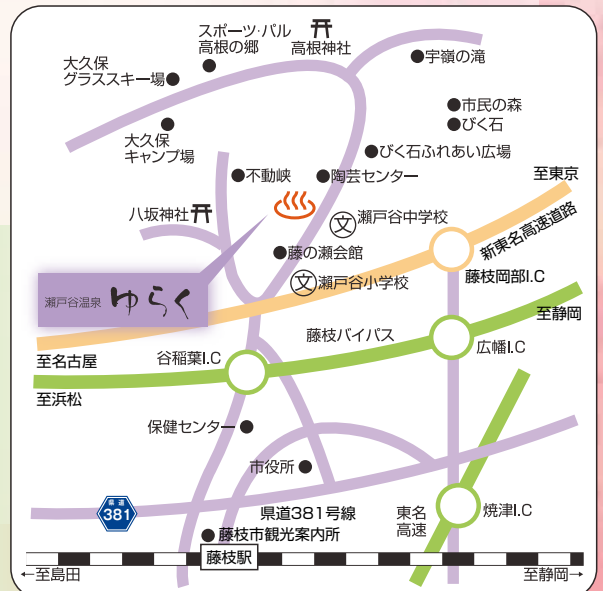 スポーツ・パル
高根の郷
高根神社
宇嶺の滝
大久保
グラススキー場
市民の森
びく石
大久保
キャンプ場
びく石ふれあい広場
不動峡
陶芸センター
至東京
八坂神社
文
瀬戸谷中学校
新東名高速道路
藤の瀬会館
文
瀬戸谷小学校
藤枝岡部I.C
瀬戸谷温泉 ゆらく
至静岡
藤枝バイパス
至名古屋
谷稲葉I.C
広幡I.C
至浜松
保健センター
市役所
県道
381
県道381号線
東名
高速
焼津I.C
藤枝市観光案内所
藤枝駅
←至島田
至静岡→